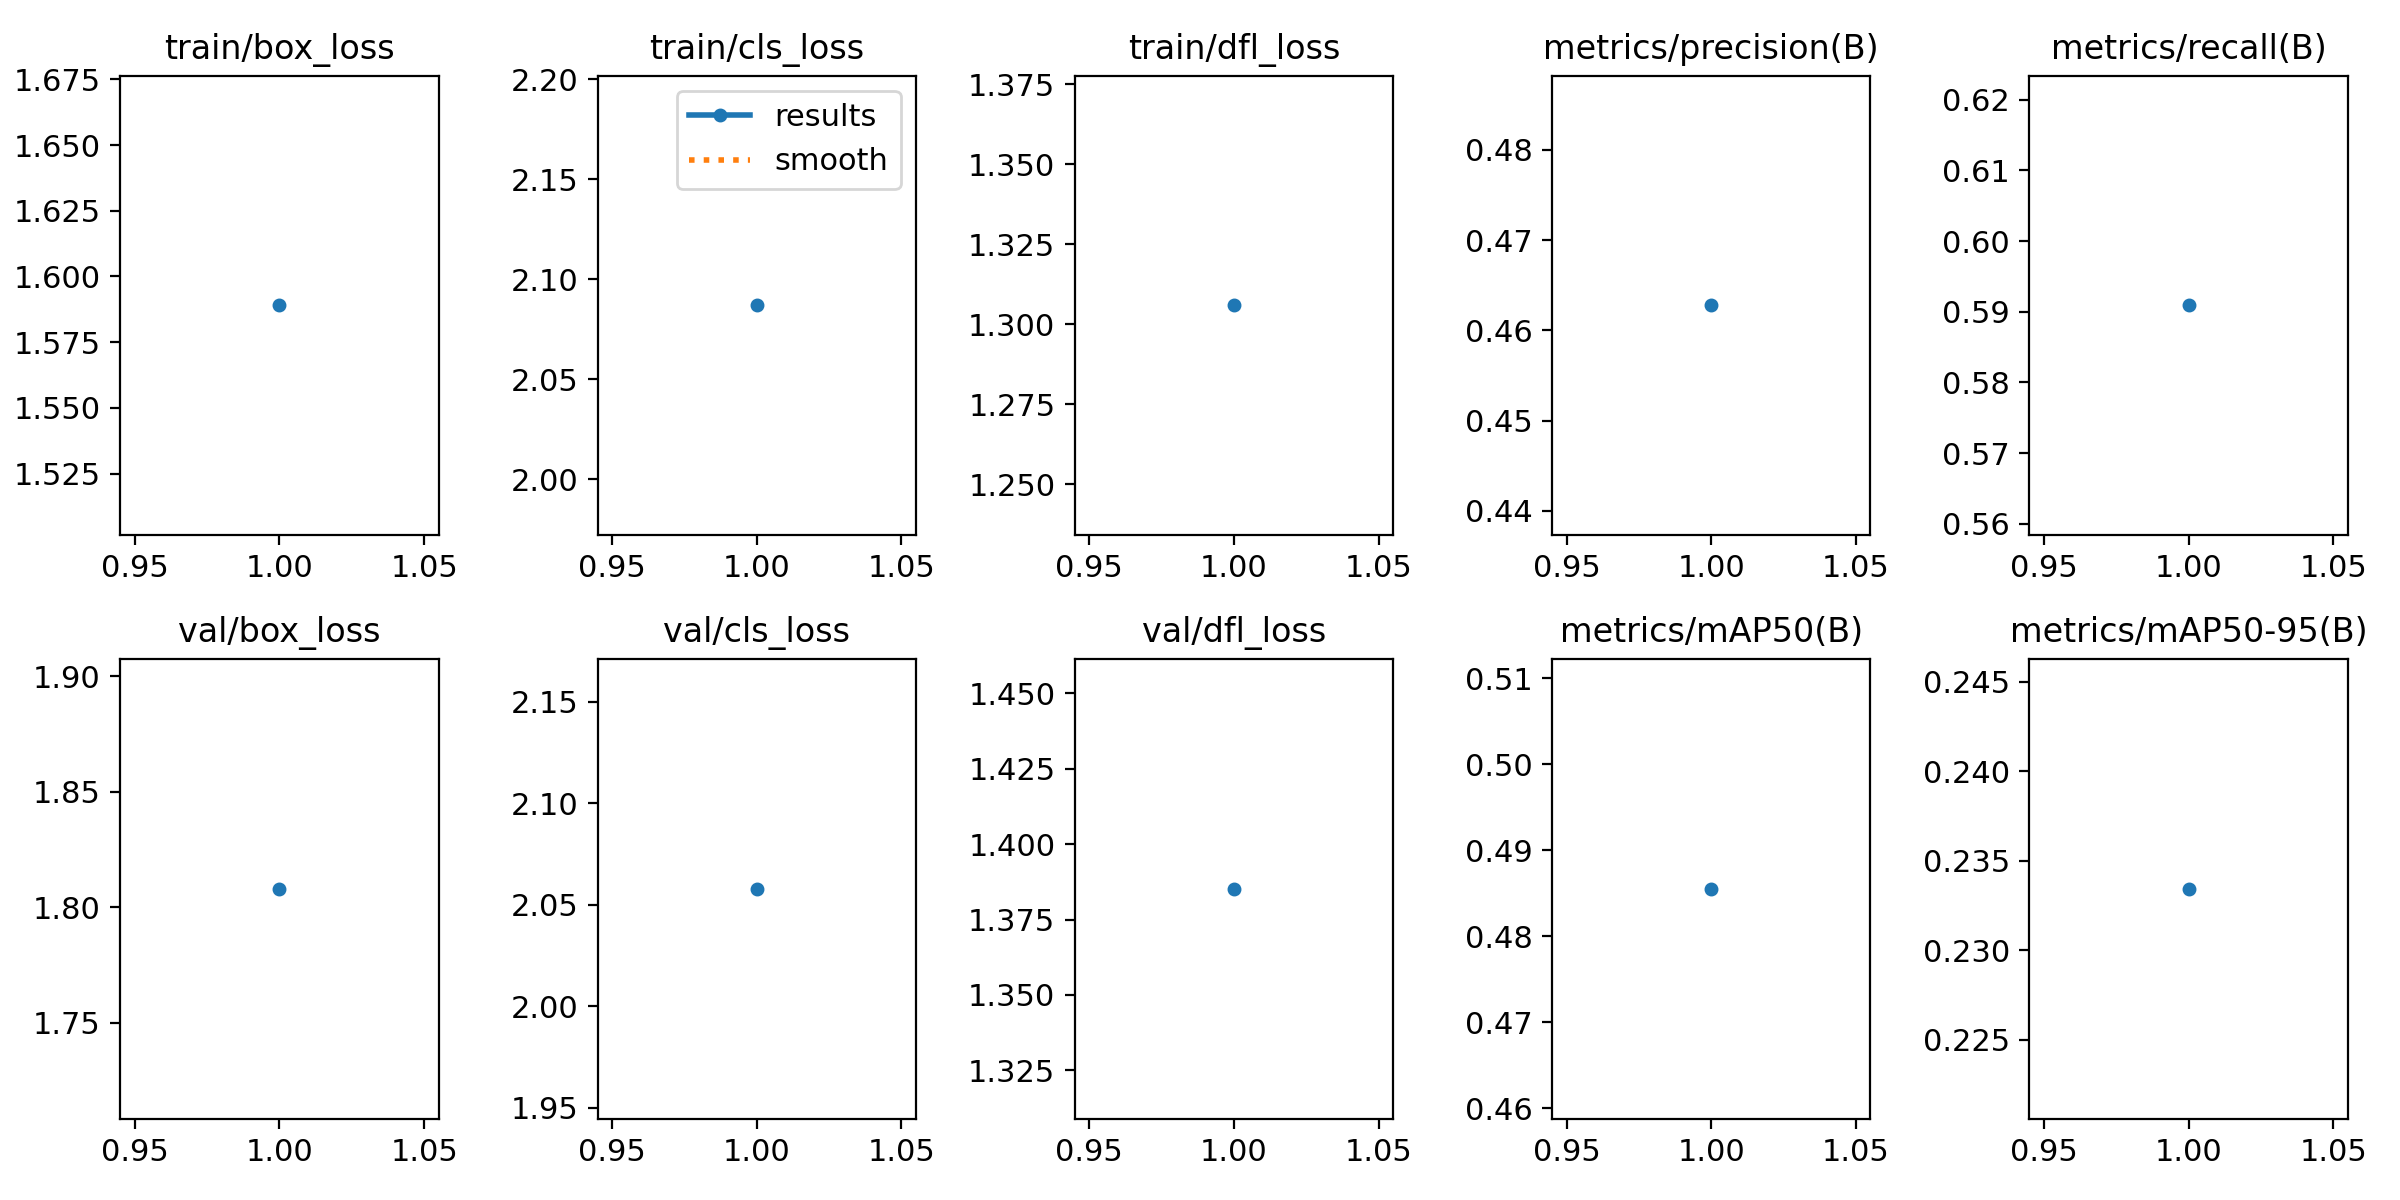 train/box_loss
1.675
1.650
1.625
1.600
1.575
1.550
1.525
0.95 1.00 1.05
train/cls_loss
results
smooth
2.20
2.15
2.10
2.05
2.00
0.95 1.00 1.05
train/dfl_loss
1.375
1.350
1.325
1.300
1.275
1.250
0.95 1.00 1.05
metrics/precision(B)
0.48
0.47
0.46
0.45
0.44
0.95 1.00 1.05
metrics/recall(B)
0.62
0.61
0.60
0.59
0.58
0.57
0.56
0.95 1.00 1.05
val/box_loss
1.90
1.85
1.80
1.75
0.95 1.00 1.05
val/cls_loss
2.15
2.10
2.05
2.00
1.95
0.95 1.00 1.05
val/dfl_loss
1.450
1.425
1.400
1.375
1.350
1.325
0.95 1.00 1.05
metrics/mAP50(B)
0.51
0.50
0.49
0.48
0.47
0.46
0.95 1.00 1.05
metrics/mAP50-95(B)
0.245
0.240
0.235
0.230
0.225
0.95 1.00 1.05